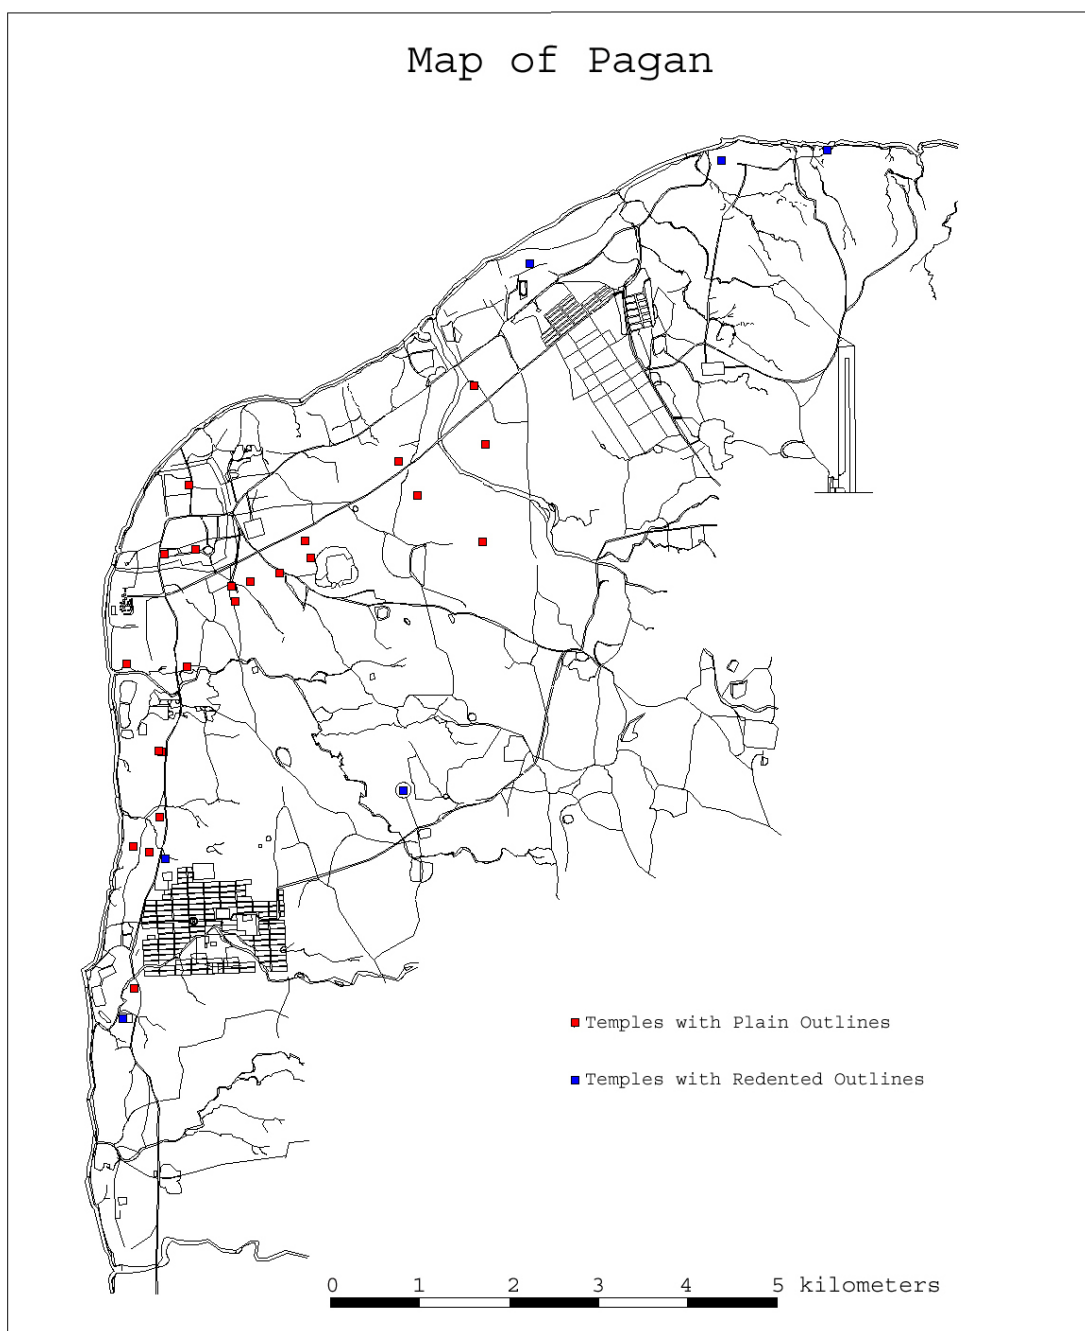 Map of Pagan
Temples with Plain Outlines
Temples with Redented Outlines
0 1 2 3 4 5 kilometers